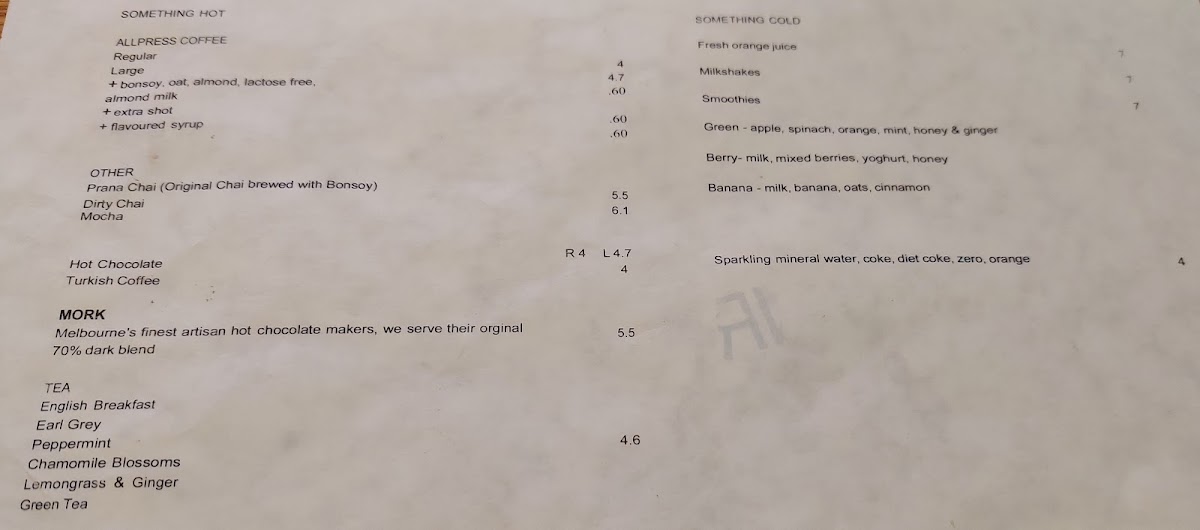 SOMETHING HOT
ALLPRESS COFFEE
Regular 4
Large 4.7
+ bonsoy, oat, almond, lactose free, .60
almond milk
+ extra shot .60
+ flavoured syrup .60
OTHER
Prana Chai (Original Chai brewed with Bonsoy) 5.5
Dirty Chai 6.1
Mocha
Hot Chocolate R 4 L 4.7
Turkish Coffee 4
MORK
Melbourne's finest artisan hot chocolate makers, we serve their orginal 5.5
70% dark blend
TEA
English Breakfast
Earl Grey
Peppermint 4.6
Chamomile Blossoms
Lemongrass & Ginger
Green Tea
SOMETHING COLD
Fresh orange juice 7
Milkshakes 7
Smoothies 7
Green - apple, spinach, orange, mint, honey & ginger
Berry- milk, mixed berries, yoghurt, honey
Banana - milk, banana, oats, cinnamon
Sparkling mineral water, coke, diet coke, zero, orange 4